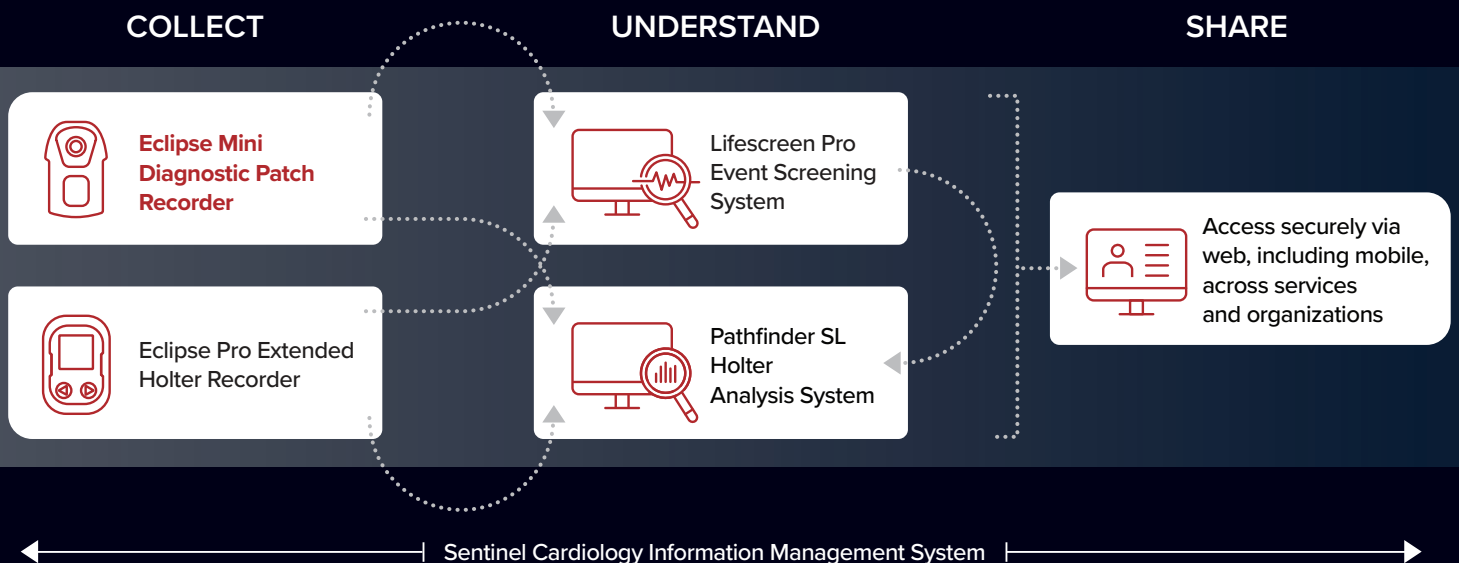 COLLECT
UNDERSTAND
SHARE
Eclipse Mini
Diagnostic Patch
Recorder
Eclipse Pro Extended
Holter Recorder
Lifescreen Pro
Event Screening
System
Pathfinder SL
Holter
Analysis System
Access securely via
web, including mobile,
across services
and organizations
Sentinel Cardiology Information Management System